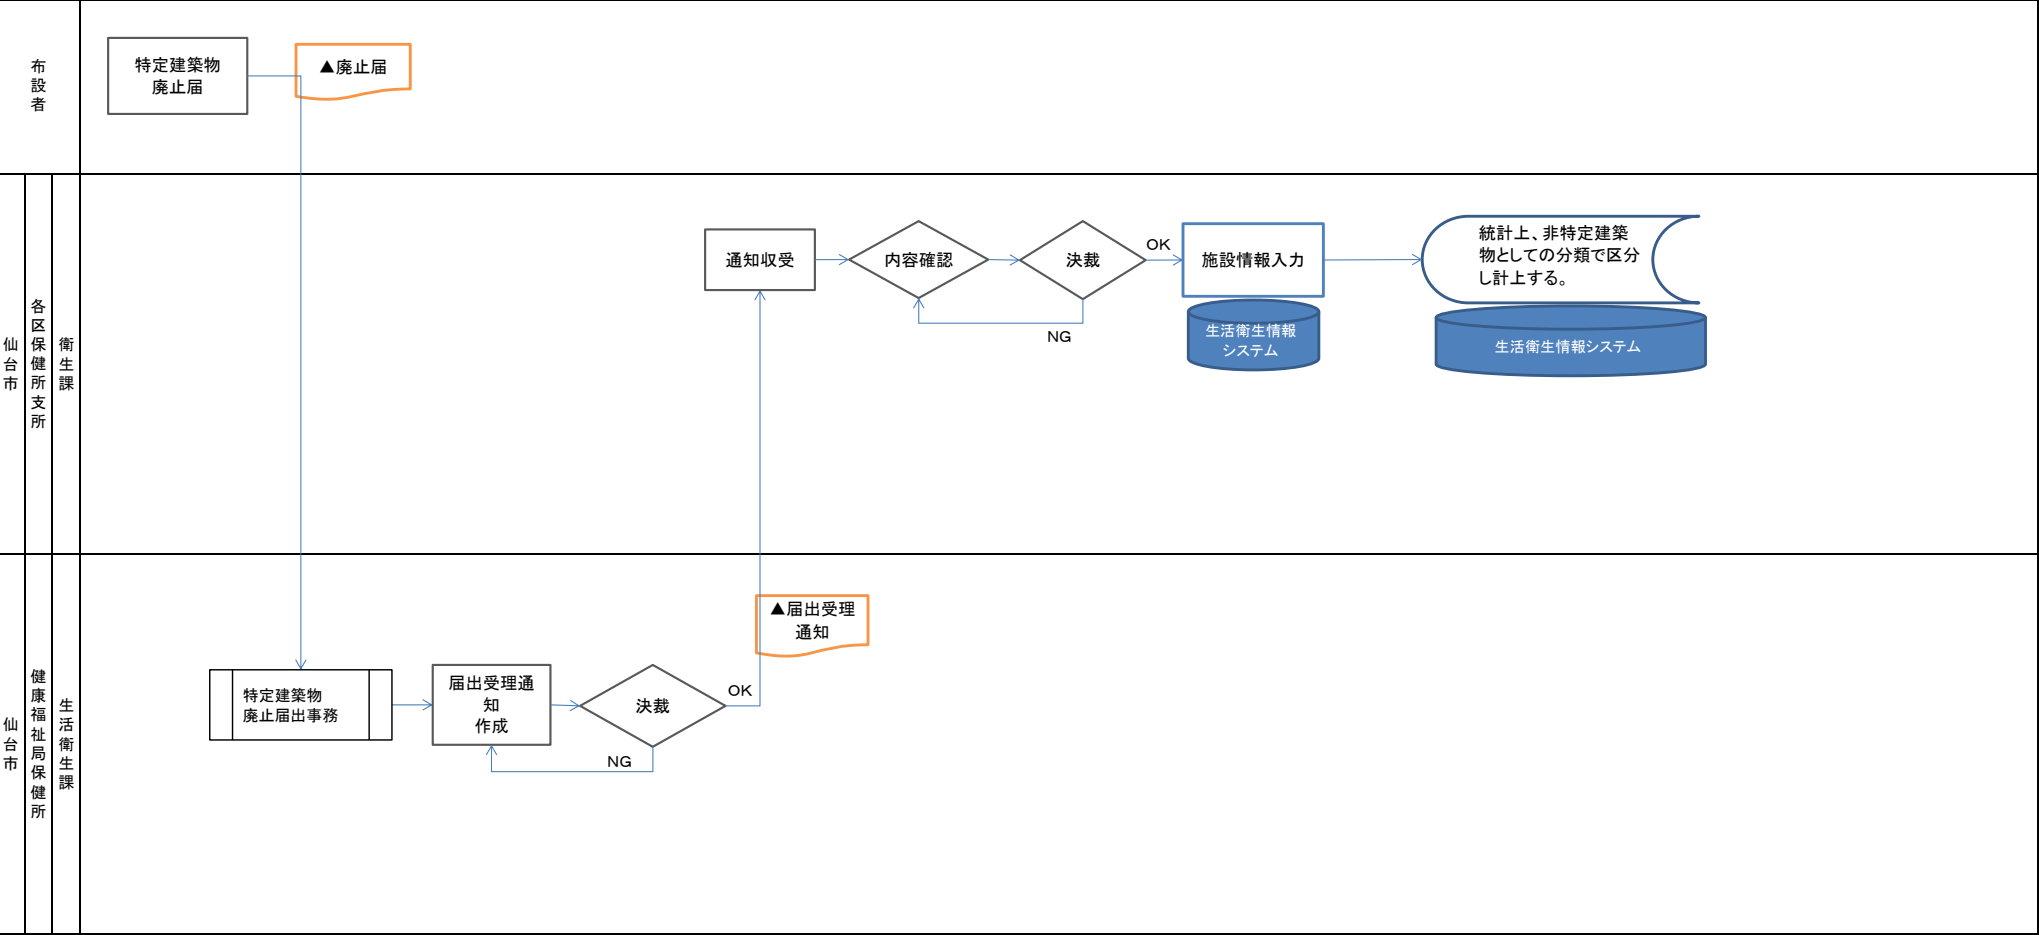 布設者
特定建築物
廃止届
▲廃止届
仙台市
各区保健所支所
衛生課
通知収受
内容確認
決裁
OK
NG
施設情報入力
生活衛生情報
システム
統計上、非特定建築
物としての分類で区分
し計上する。
生活衛生情報システム
仙台市
健康福祉局保健所
生活衛生課
特定建築物
廃止届出事務
届出受理通
知
作成
決裁
OK
NG
▲届出受理
通知